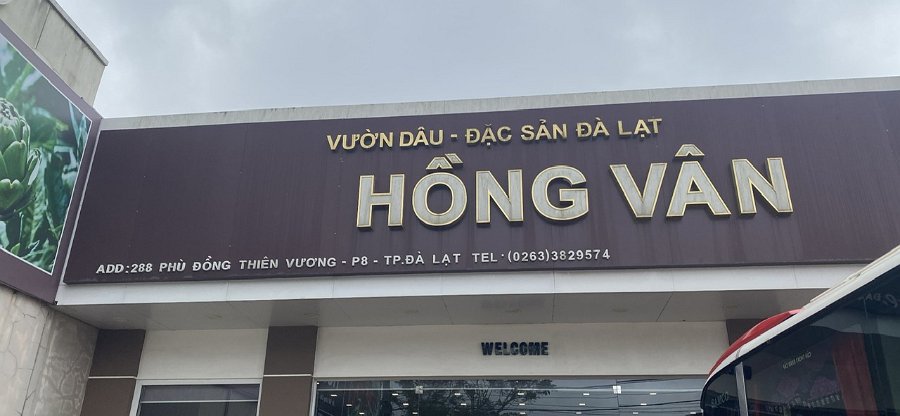 VƯỜN DÂU - ĐẶC SẢN ĐÀ LẠT
HỒNG VÂN
ADD:288 PHÙ ĐỔNG THIÊN VƯƠNG - P8 - TP.ĐÀ LẠT TEL:(0263)3829574
WELCOME